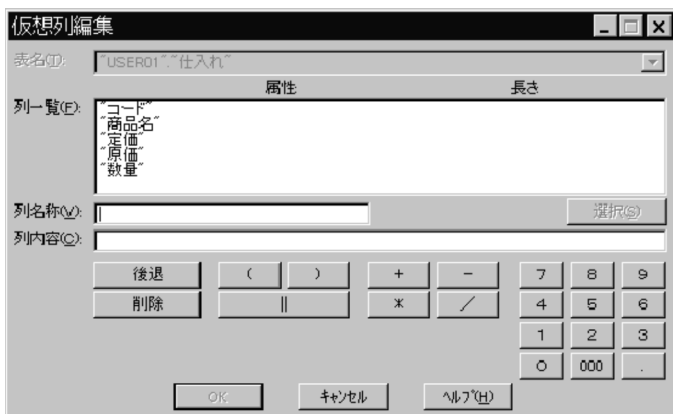 仮想列編集
表名(T): "USER01"."仕入れ"
属性 長さ
列一覧(F): "コード"
"商品名"
"定価"
"原価"
"数量"
列名称(V): 選択(S)
列内容(C):
後退 ( ) + - 7 8 9
削除 || * / 4 5 6
1 2 3
0 000 .
OK キャンセル ヘルプ(H)